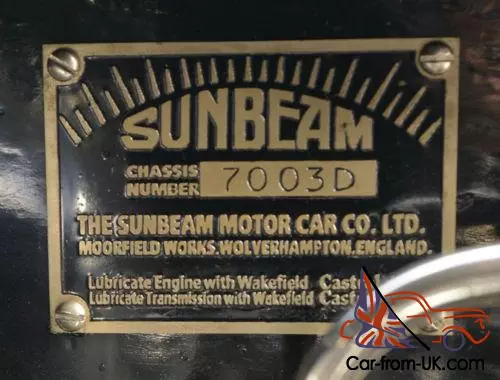 SUNBEAM
CHASSIS
NUMBER 7003D
THE SUNBEAM MOTOR CAR CO. LTD.
MOORFIELD WORKS. WOLVERHAMPTON. ENGLAND.
Lubricate Engine with Wakefield
Lubricate Transmission with Wakefield
Car-from-UK.com